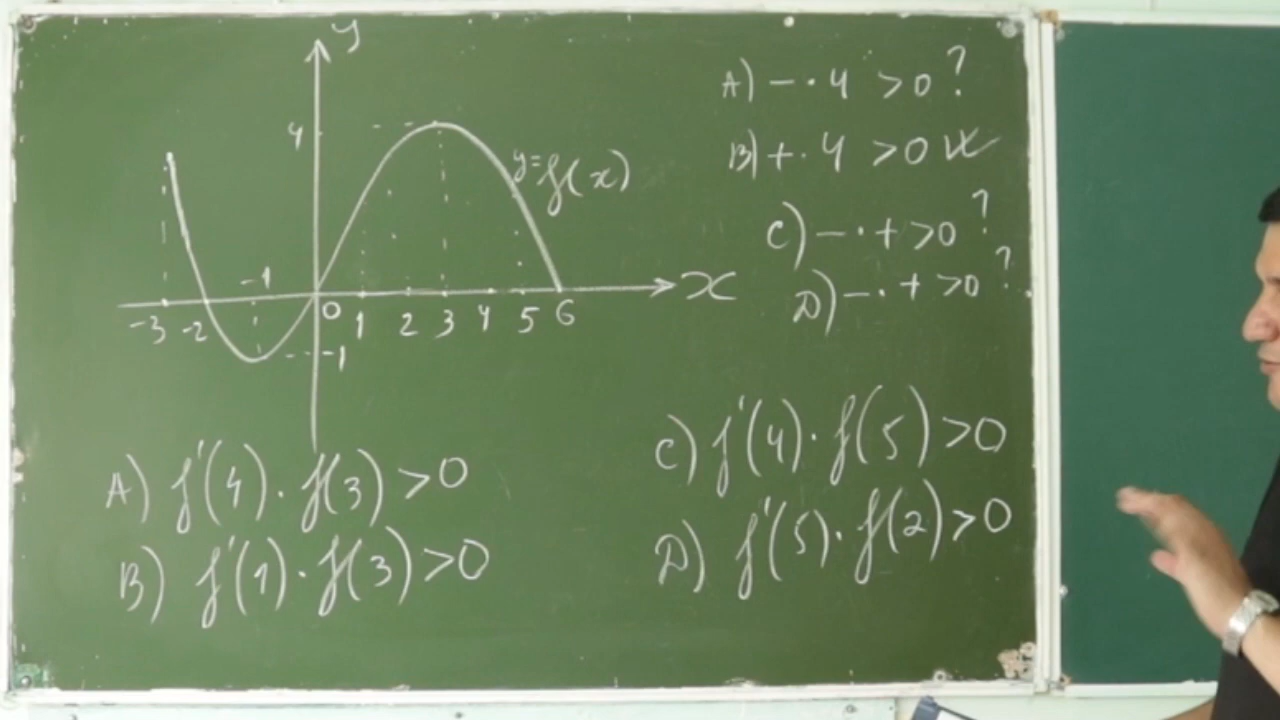 y
4
y=f(x)
-1
x
-3 -2 0 1 2 3 4 5 6
-1
A) - · 4 > 0 ?
B) + · 4 > 0
C) - · + > 0 ?
D) - · + > 0 ?
A) f'(4) · f(3) > 0
B) f'(1) · f(3) > 0
C) f'(4) · f(5) > 0
D) f'(5) · f(2) > 0